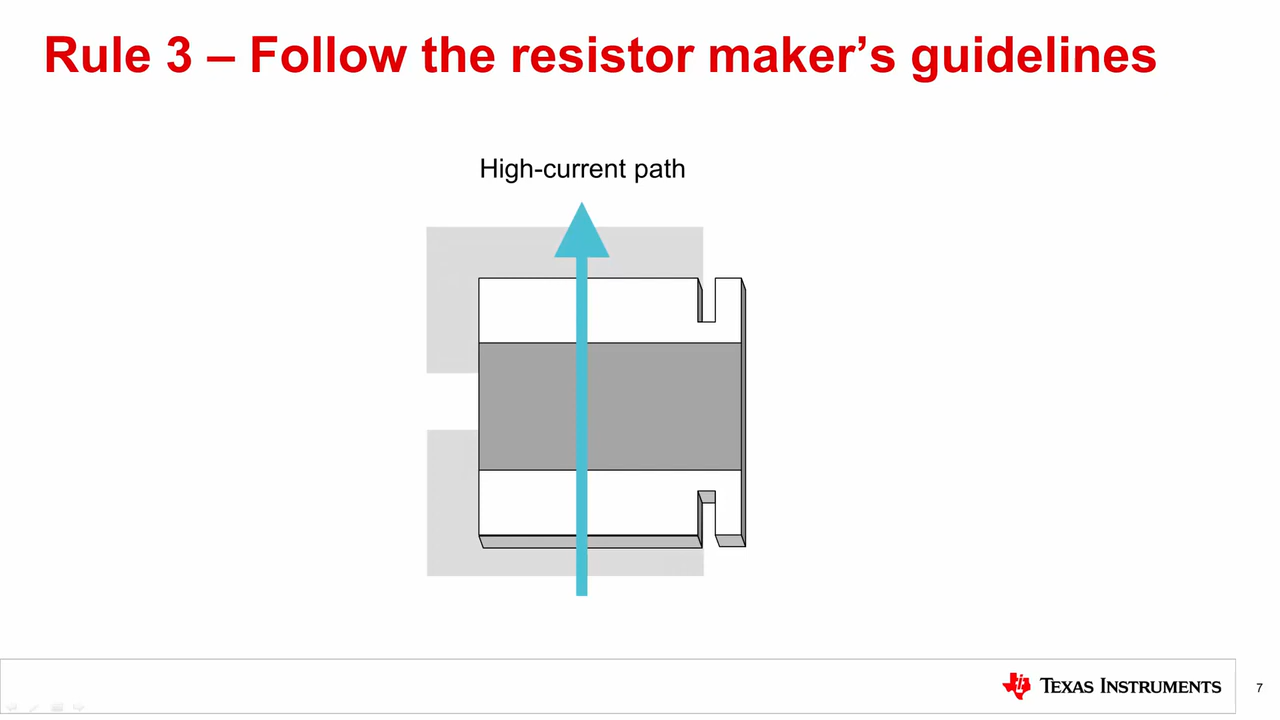 Rule 3 – Follow the resistor maker’s guidelines
High-current path
TEXAS INSTRUMENTS
7